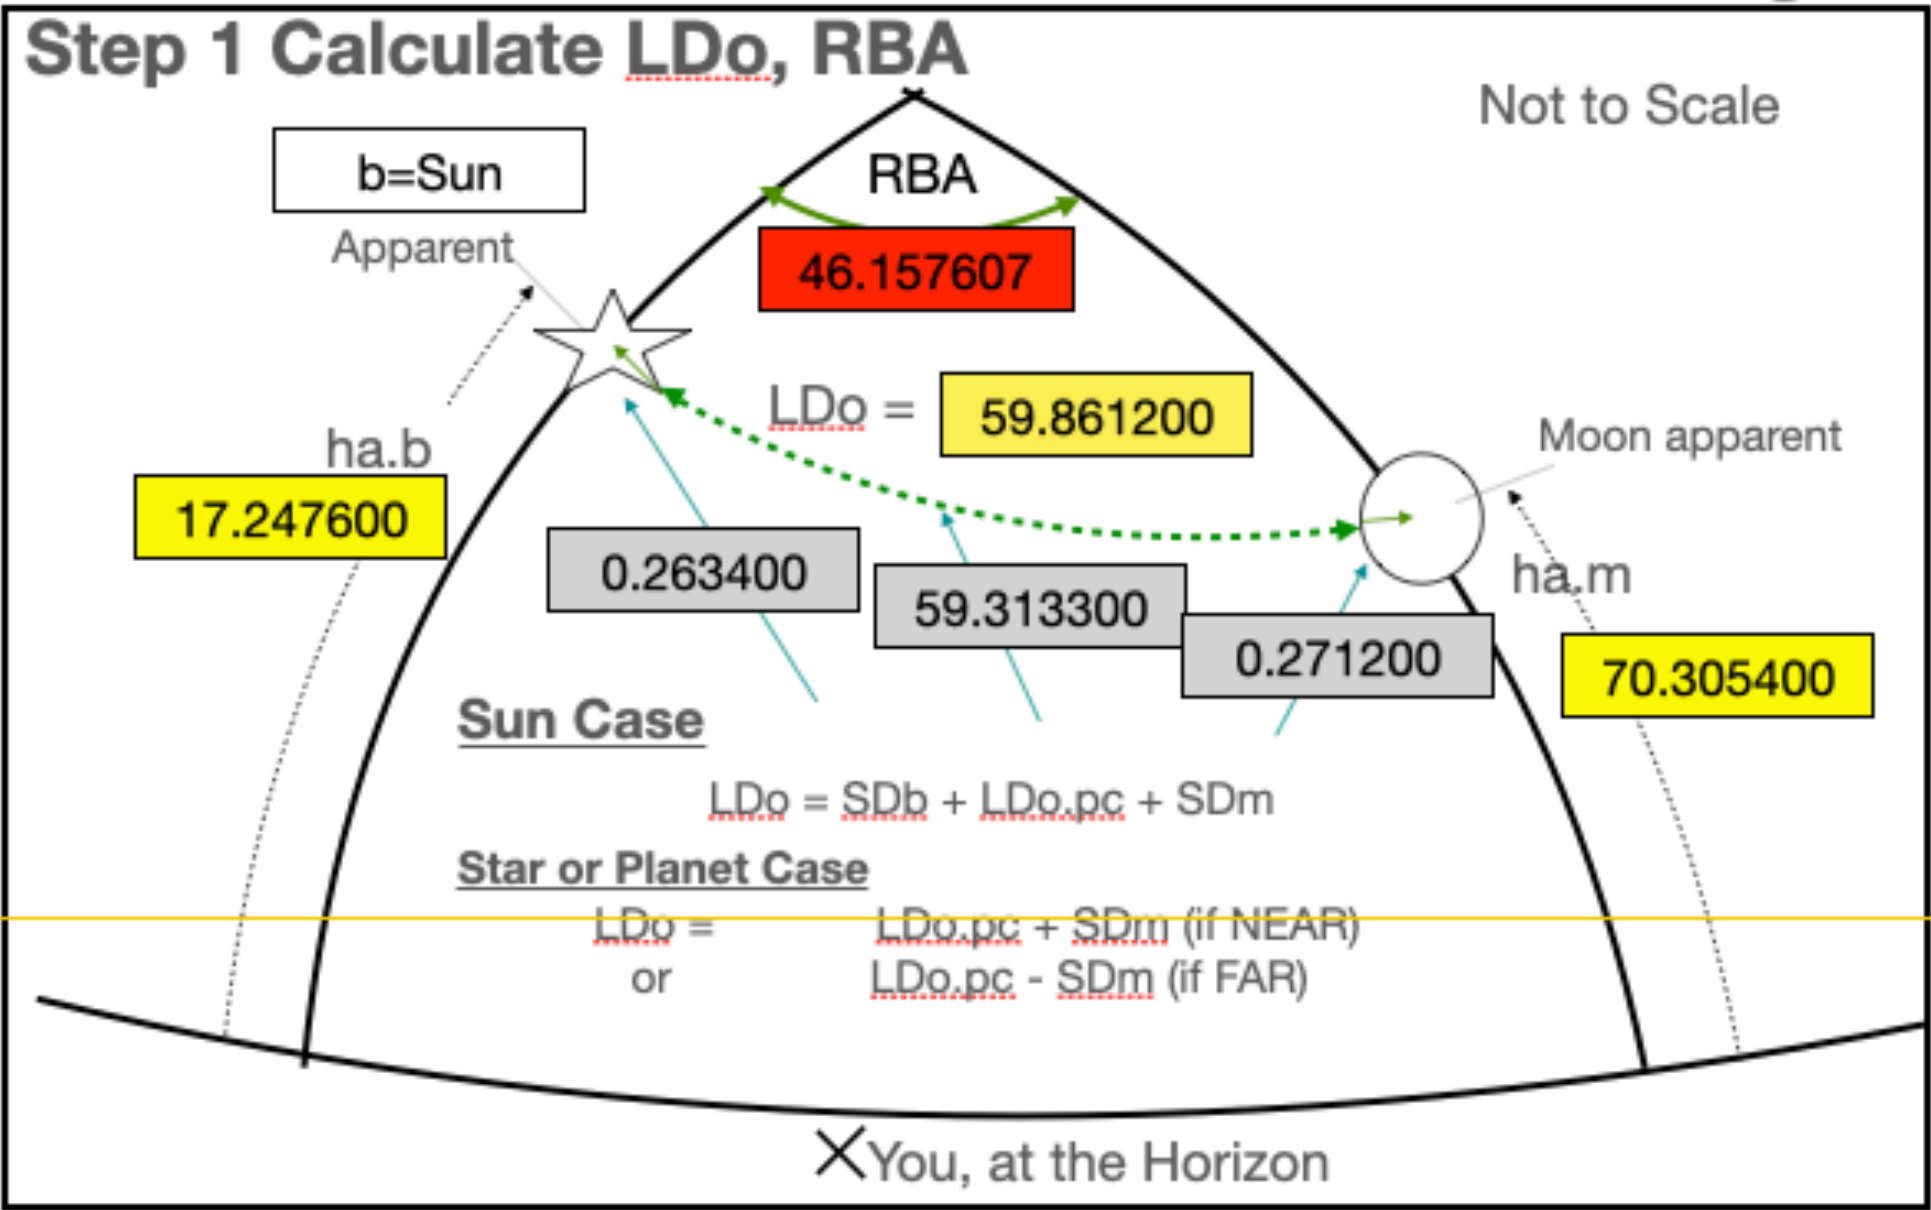 Step 1 Calculate LDo, RBA
Not to Scale
b=Sun
RBA
Apparent
46.157607
LDo =
59.861200
Moon apparent
ha.b
17.247600
0.263400
59.313300
ha.m
0.271200
70.305400
Sun Case
LDo = SDb + LDo.pc + SDm
Star or Planet Case
LDo = LDo.pc + SDm (if NEAR)
or LDo.pc - SDm (if FAR)
You, at the Horizon